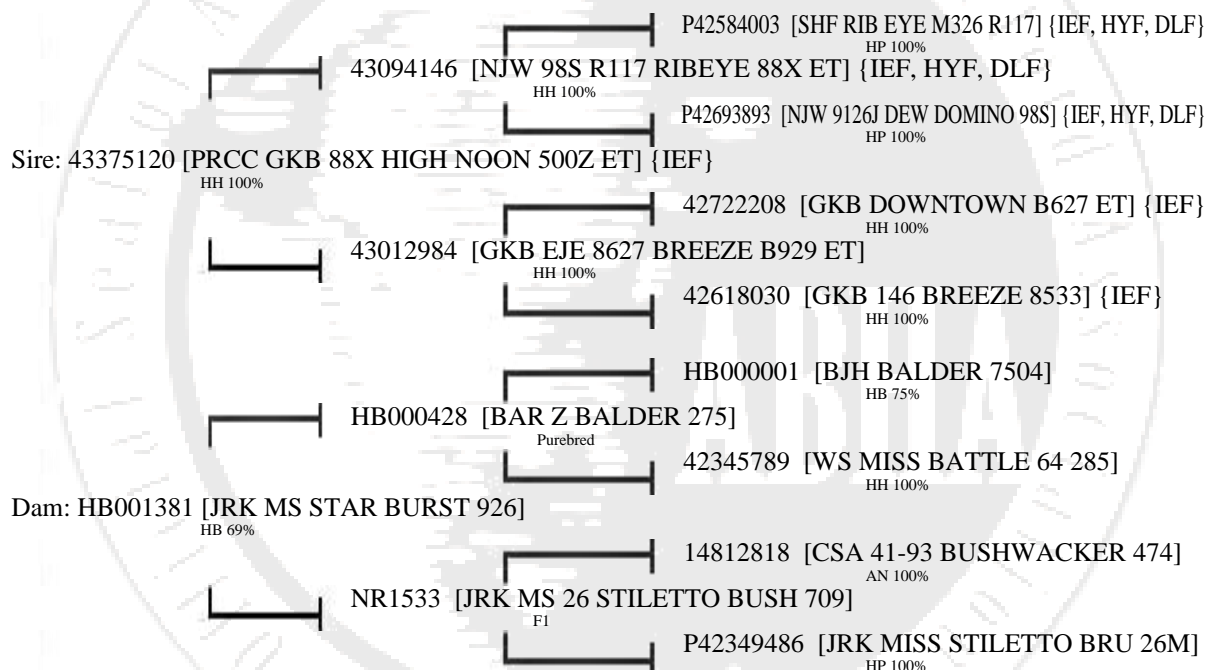 P42584003 [SHF RIB EYE M326 R117] {IEF, HYF, DLF}
HP 100%
43094146 [NJW 98S R117 RIBEYE 88X ET] {IEF, HYF, DLF}
HH 100%
P42693893 [NJW 9126J DEW DOMINO 98S] {IEF, HYF, DLF}
HP 100%
Sire: 43375120 [PRCC GKB 88X HIGH NOON 500Z ET] {IEF}
HH 100%
42722208 [GKB DOWNTOWN B627 ET] {IEF}
HH 100%
43012984 [GKB EJE 8627 BREEZE B929 ET]
HH 100%
42618030 [GKB 146 BREEZE 8533] {IEF}
HH 100%
HB000001 [BJH BALDER 7504]
HB 75%
HB000428 [BAR Z BALDER 275]
Purebred
42345789 [WS MISS BATTLE 64 285]
HH 100%
Dam: HB001381 [JRK MS STAR BURST 926]
HB 69%
14812818 [CSA 41-93 BUSHWACKER 474]
AN 100%
NR1533 [JRK MS 26 STILETTO BUSH 709]
F1
P42349486 [JRK MISS STILETTO BRU 26M]
HP 100%